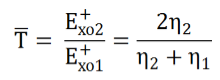 T̅ = E⁺ₓₒ₂ / E⁺ₓₒ₁ = 2η₂ / (η₂ + η₁)